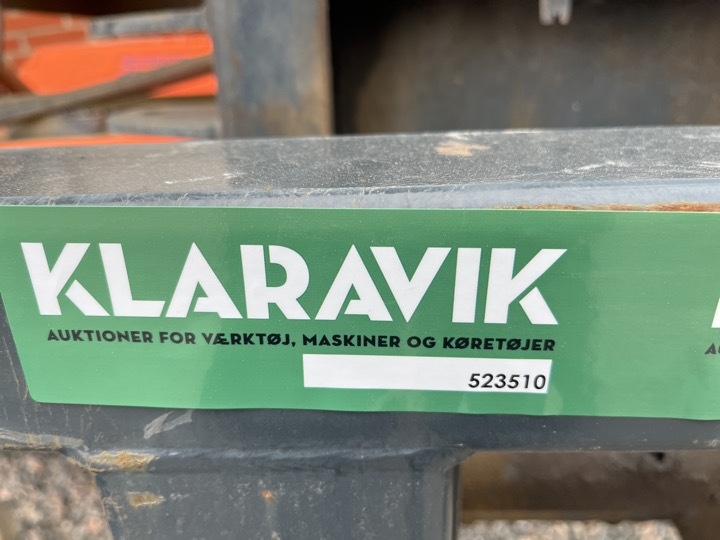 KLARAVIK
AUKTIONER FOR VÆRKTØJ, MASKINER OG KØRETØJER
523510